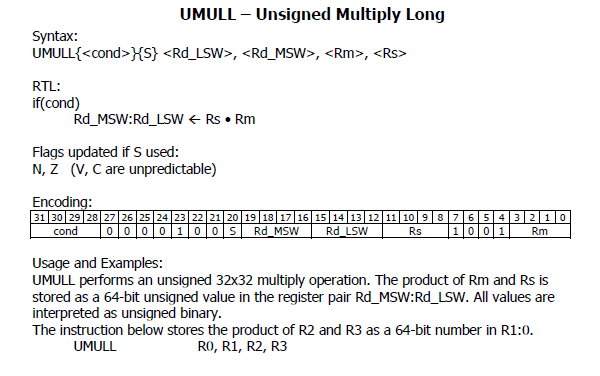 UMULL – Unsigned Multiply Long
Syntax:
UMULL{<cond>}{S} <Rd_LSW>, <Rd_MSW>, <Rm>, <Rs>
RTL:
if(cond)
Rd_MSW:Rd_LSW ← Rs • Rm
Flags updated if S used:
N, Z (V, C are unpredictable)
Encoding:
31 30 29 28 27 26 25 24 23 22 21 20 19 18 17 16 15 14 13 12 11 10 9 8 7 6 5 4 3 2 1 0
cond 0 0 0 0 1 0 0 S Rd_MSW Rd_LSW Rs 1 0 0 1 Rm
Usage and Examples:
UMULL performs an unsigned 32x32 multiply operation. The product of Rm and Rs is
stored as a 64-bit unsigned value in the register pair Rd_MSW:Rd_LSW. All values are
interpreted as unsigned binary.
The instruction below stores the product of R2 and R3 as a 64-bit number in R1:0.
UMULL R0, R1, R2, R3